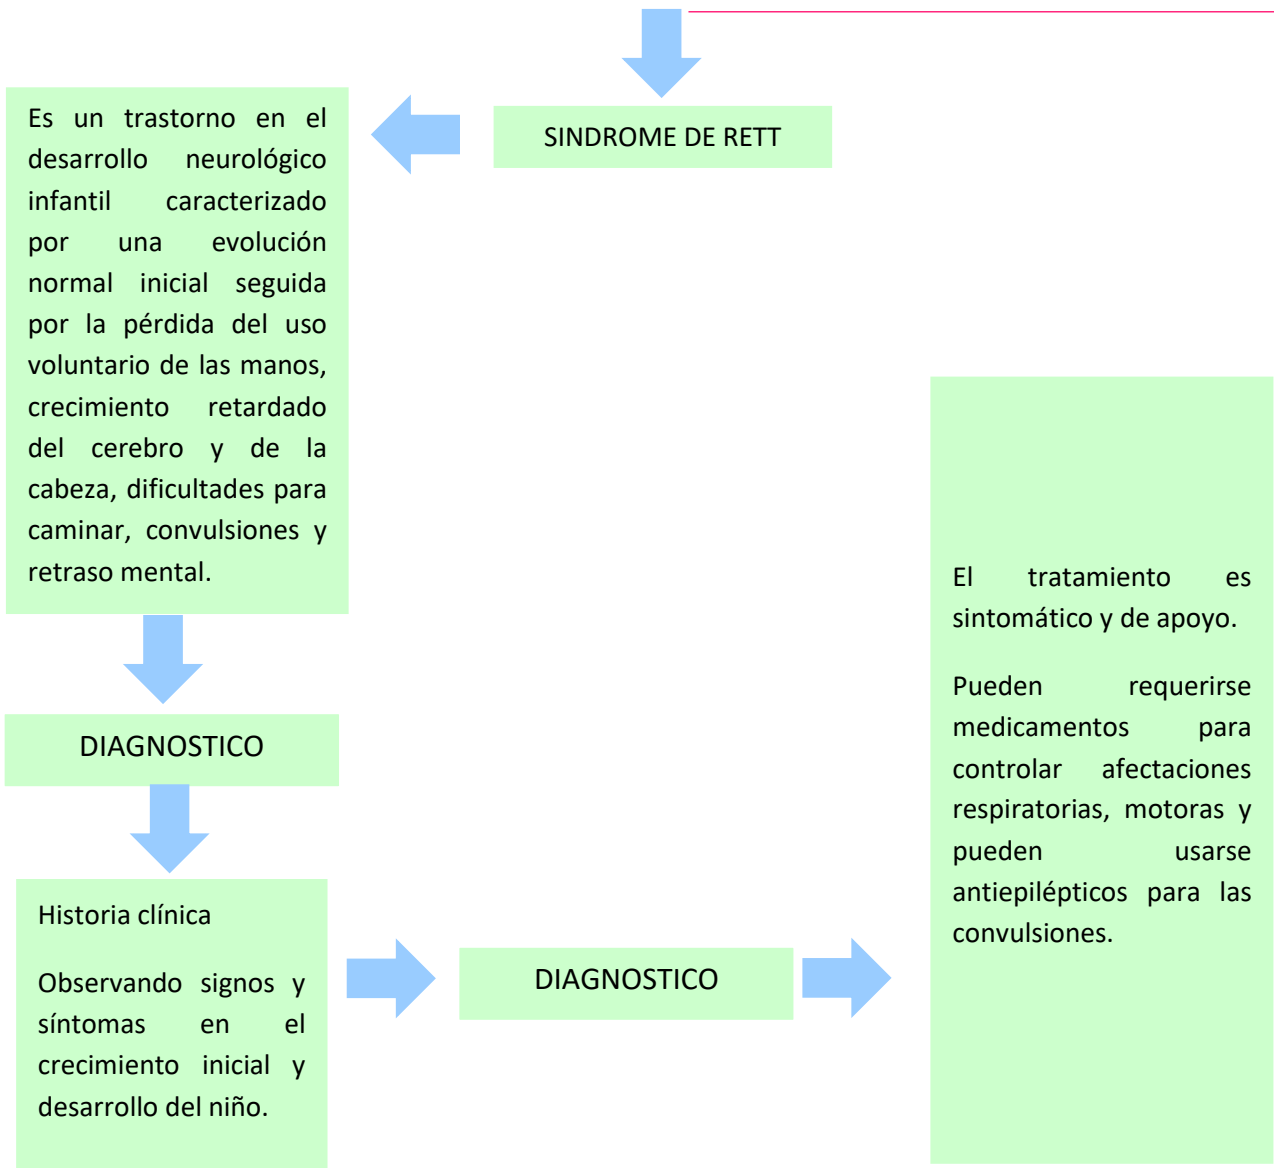 SINDROME DE RETT
Es un trastorno en el
desarrollo neurológico
infantil caracterizado
por una evolución
normal inicial seguida
por la pérdida del uso
voluntario de las manos,
crecimiento retardado
del cerebro y de la
cabeza, dificultades para
caminar, convulsiones y
retraso mental.
DIAGNOSTICO
Historia clínica
Observando signos y
síntomas en el
crecimiento inicial y
desarrollo del niño.
DIAGNOSTICO
El tratamiento es
sintomático y de apoyo.
Pueden requerirse
medicamentos para
controlar afectaciones
respiratorias, motoras y
pueden usarse
antiepilépticos para las
convulsiones.